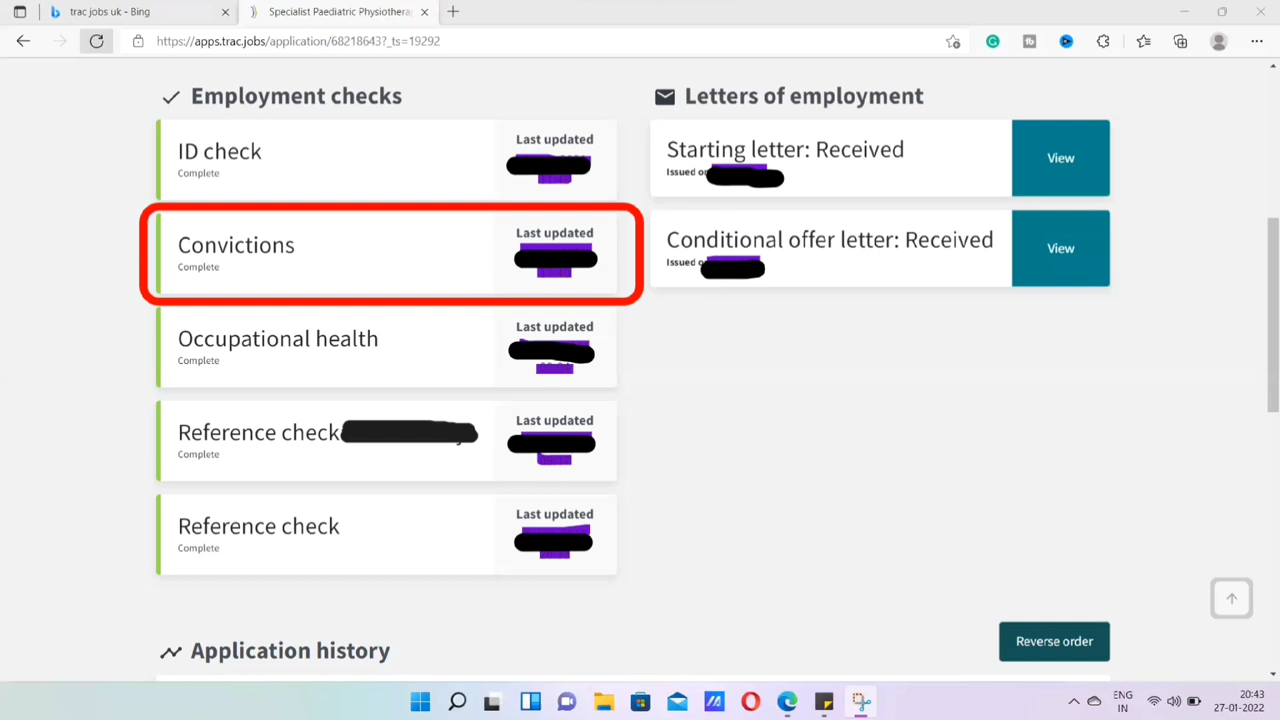 trac jobs uk - Bing
Specialist Paediatric Physiothera
https://apps.trac.jobs/application/68218643?_ts=19292
Employment checks
ID check
Complete
Last updated
Convictions
Complete
Last updated
Occupational health
Complete
Last updated
Reference check
Complete
Last updated
Reference check
Complete
Last updated
Letters of employment
Starting letter: Received
Issued
View
Conditional offer letter: Received
Issued
View
Application history
Reverse order
ENG
IN
20:43
27-01-2022